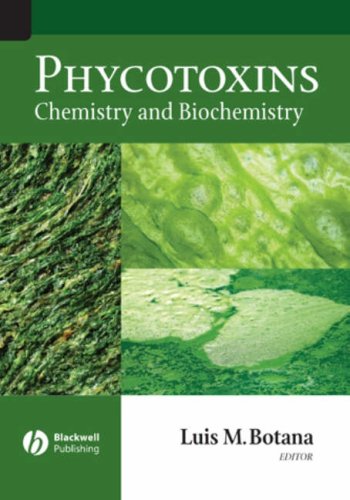 PHYCOTOXINS
Chemistry and Biochemistry
Blackwell
Publishing
Luis M. Botana
EDITOR